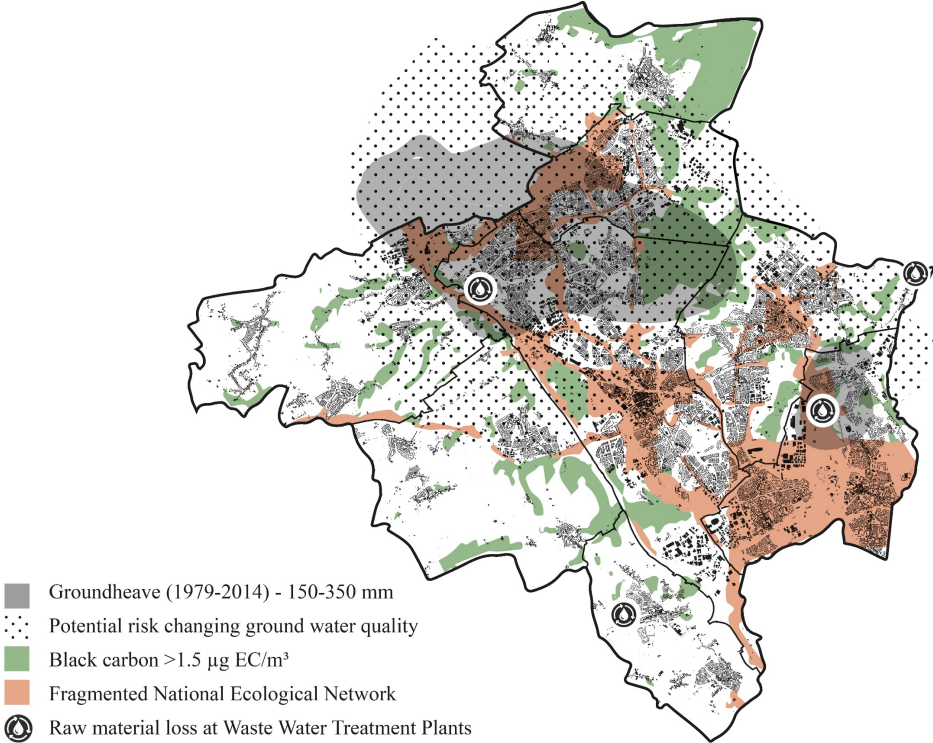 Groundheave (1979-2014) - 150-350 mm
Potential risk changing ground water quality
Black carbon >1.5 µg EC/m³
Fragmented National Ecological Network
Raw material loss at Waste Water Treatment Plants